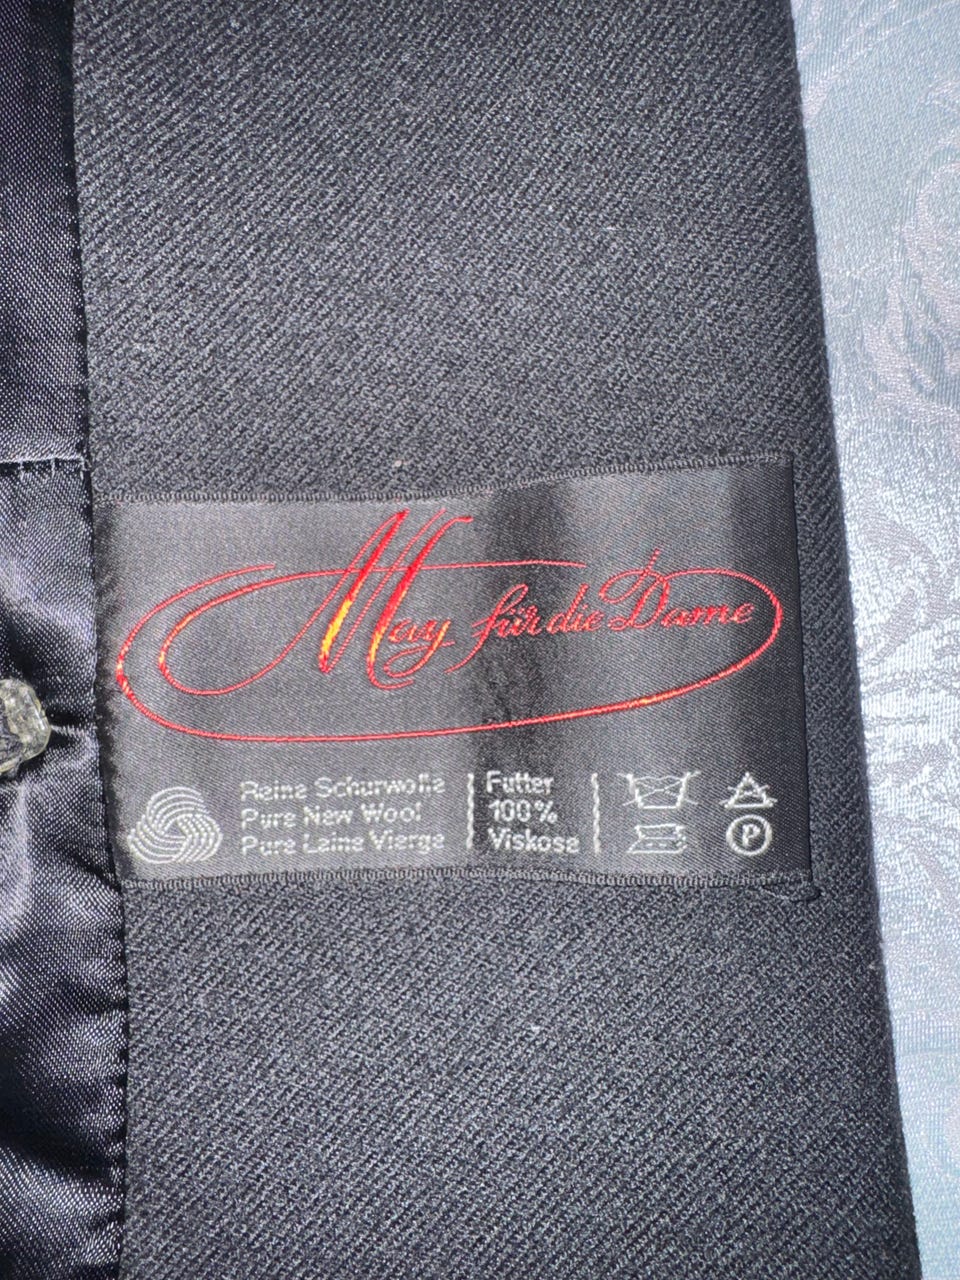 May für die Dame
Reine Schurwolle
Pure New Wool
Pure Laine Vierge
Futter
100%
Viskose
P